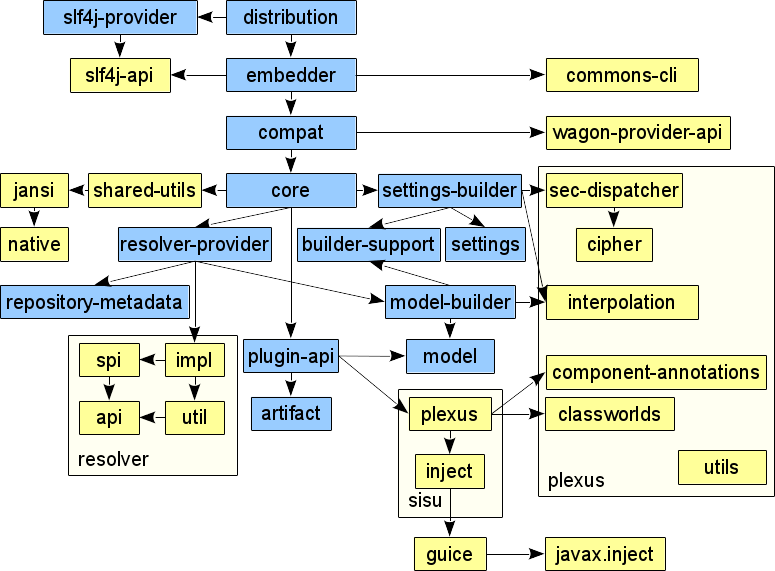 slf4j-provider
distribution
slf4j-api
embedder
commons-cli
compat
wagon-provider-api
jansi
shared-utils
core
settings-builder
sec-dispatcher
native
resolver-provider
builder-support
settings
cipher
repository-metadata
model-builder
interpolation
spi
impl
plugin-api
model
component-annotations
api
util
artifact
plexus
classworlds
resolver
inject
utils
sisu
plexus
guice
javax.inject